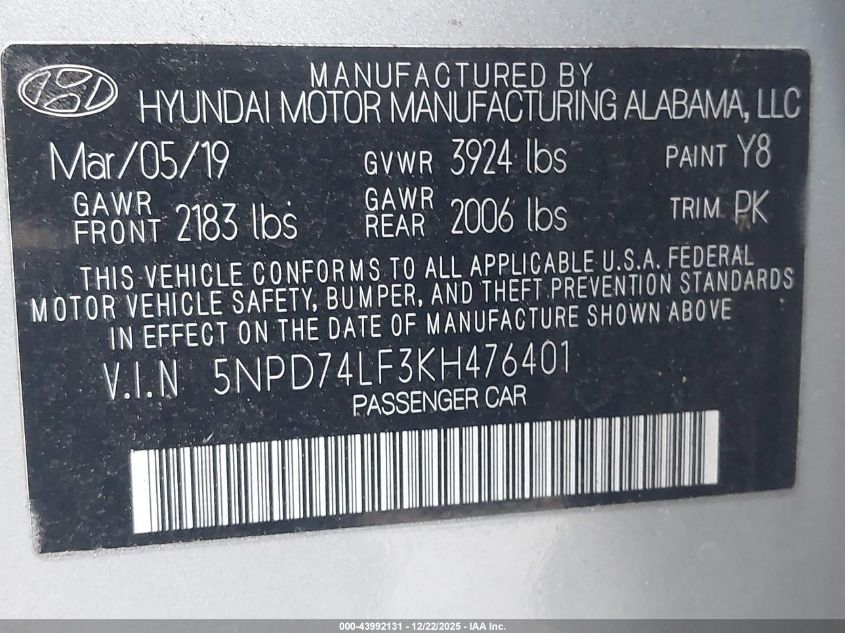 MANUFACTURED BY
HYUNDAI MOTOR MANUFACTURING ALABAMA, LLC
Mar/05/19 GVWR 3924 lbs PAINT Y8
GAWR FRONT 2183 lbs GAWR REAR 2006 lbs TRIM PK
THIS VEHICLE CONFORMS TO ALL APPLICABLE U.S.A. FEDERAL
MOTOR VEHICLE SAFETY, BUMPER, AND THEFT PREVENTION STANDARDS
IN EFFECT ON THE DATE OF MANUFACTURE SHOWN ABOVE
V.I.N 5NPD74LF3KH476401
PASSENGER CAR
000-43992131 - 12/22/2025 - IAA Inc.